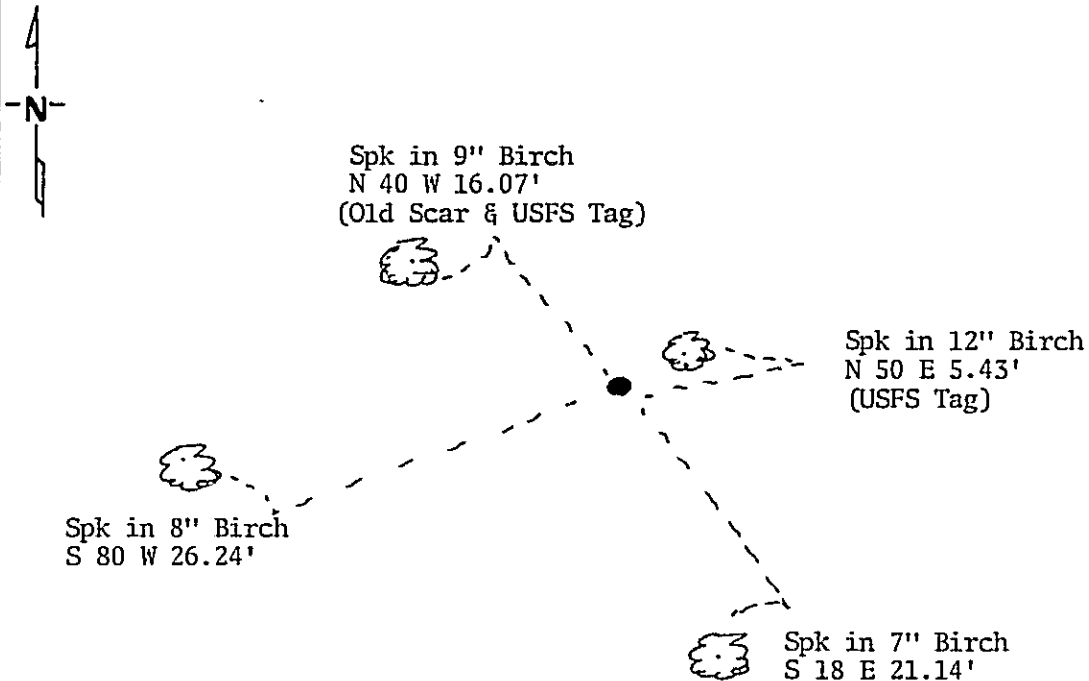 N
Spk in 9" Birch
N 40 W 16.07'
(Old Scar & USFS Tag)
Spk in 12" Birch
N 50 E 5.43'
(USFS Tag)
Spk in 8" Birch
S 80 W 26.24'
Spk in 7" Birch
S 18 E 21.14'